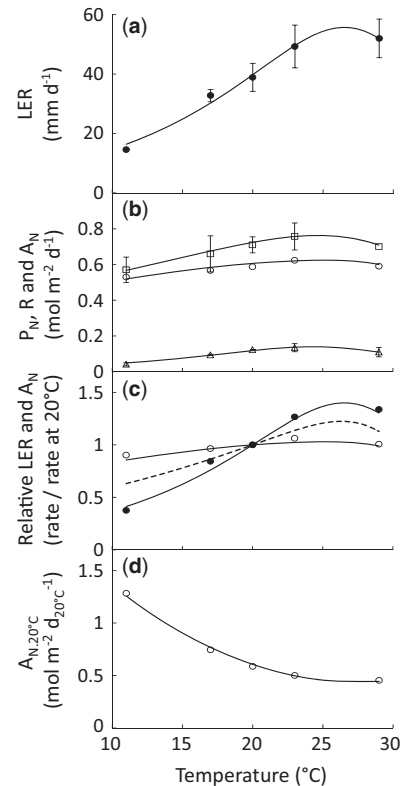 (a)
60
40
20
0
LER
(mm d⁻¹)
(b)
0.8
0.6
0.4
0.2
0
P_N, R and A_N
(mol m⁻² d⁻¹)
(c)
1.5
1
0.5
0
Relative LER and A_N
(rate / rate at 20°C)
(d)
1.5
1
0.5
0
A_N.20°C
(mol m⁻² d_20°C⁻¹)
10 15 20 25 30
Temperature (°C)